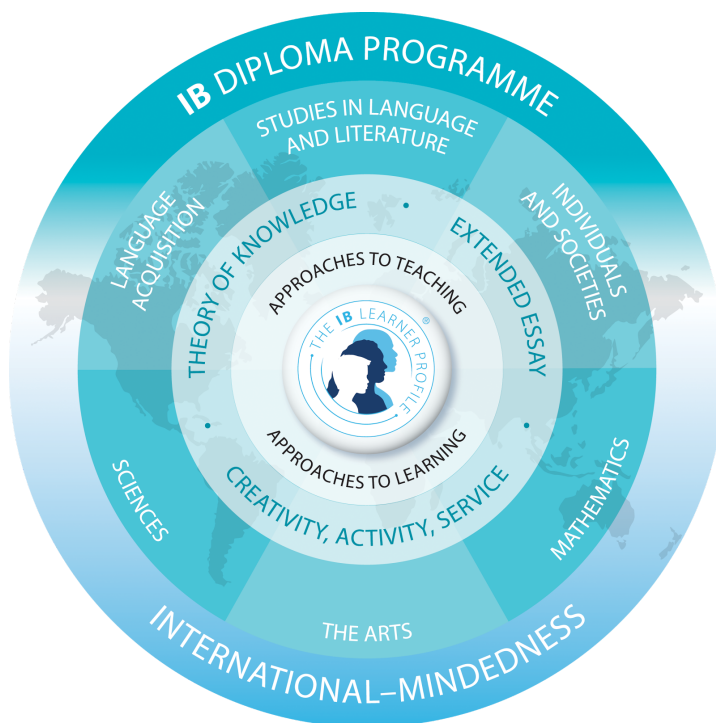 IB DIPLOMA PROGRAMME
STUDIES IN LANGUAGE
AND LITERATURE
LANGUAGE
ACQUISITION
INDIVIDUALS
AND SOCIETIES
THEORY OF KNOWLEDGE
•
EXTENDED ESSAY
APPROACHES TO TEACHING
• THE IB LEARNER PROFILE •
®
APPROACHES TO LEARNING
•
CREATIVITY, ACTIVITY, SERVICE
•
SCIENCES
MATHEMATICS
THE ARTS
INTERNATIONAL–MINDEDNESS